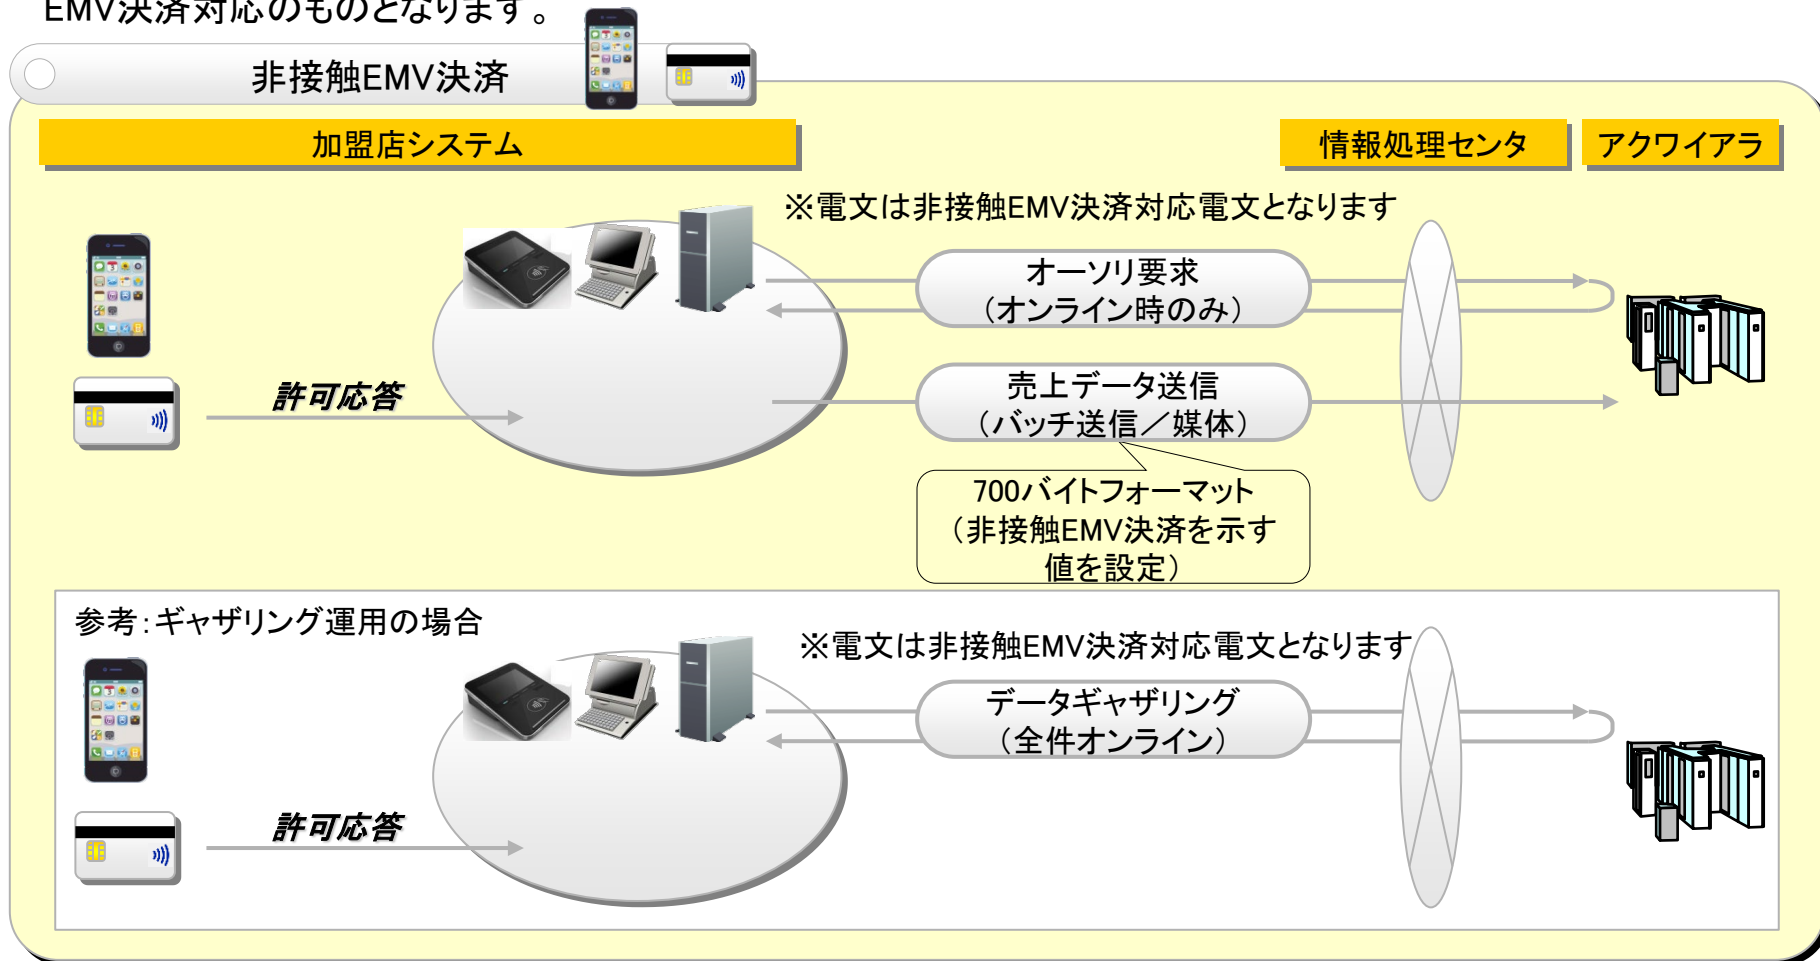 EMV決済対応のものとなります。
非接触EMV決済
加盟店システム
情報処理センタ
アクワイアラ
※電文は非接触EMV決済対応電文となります
オーソリ要求
（オンライン時のみ）
許可応答
売上データ送信
（バッチ送信／媒体）
700バイトフォーマット
（非接触EMV決済を示す
値を設定）
参考：ギャザリング運用の場合
※電文は非接触EMV決済対応電文となります
データギャザリング
（全件オンライン）
許可応答